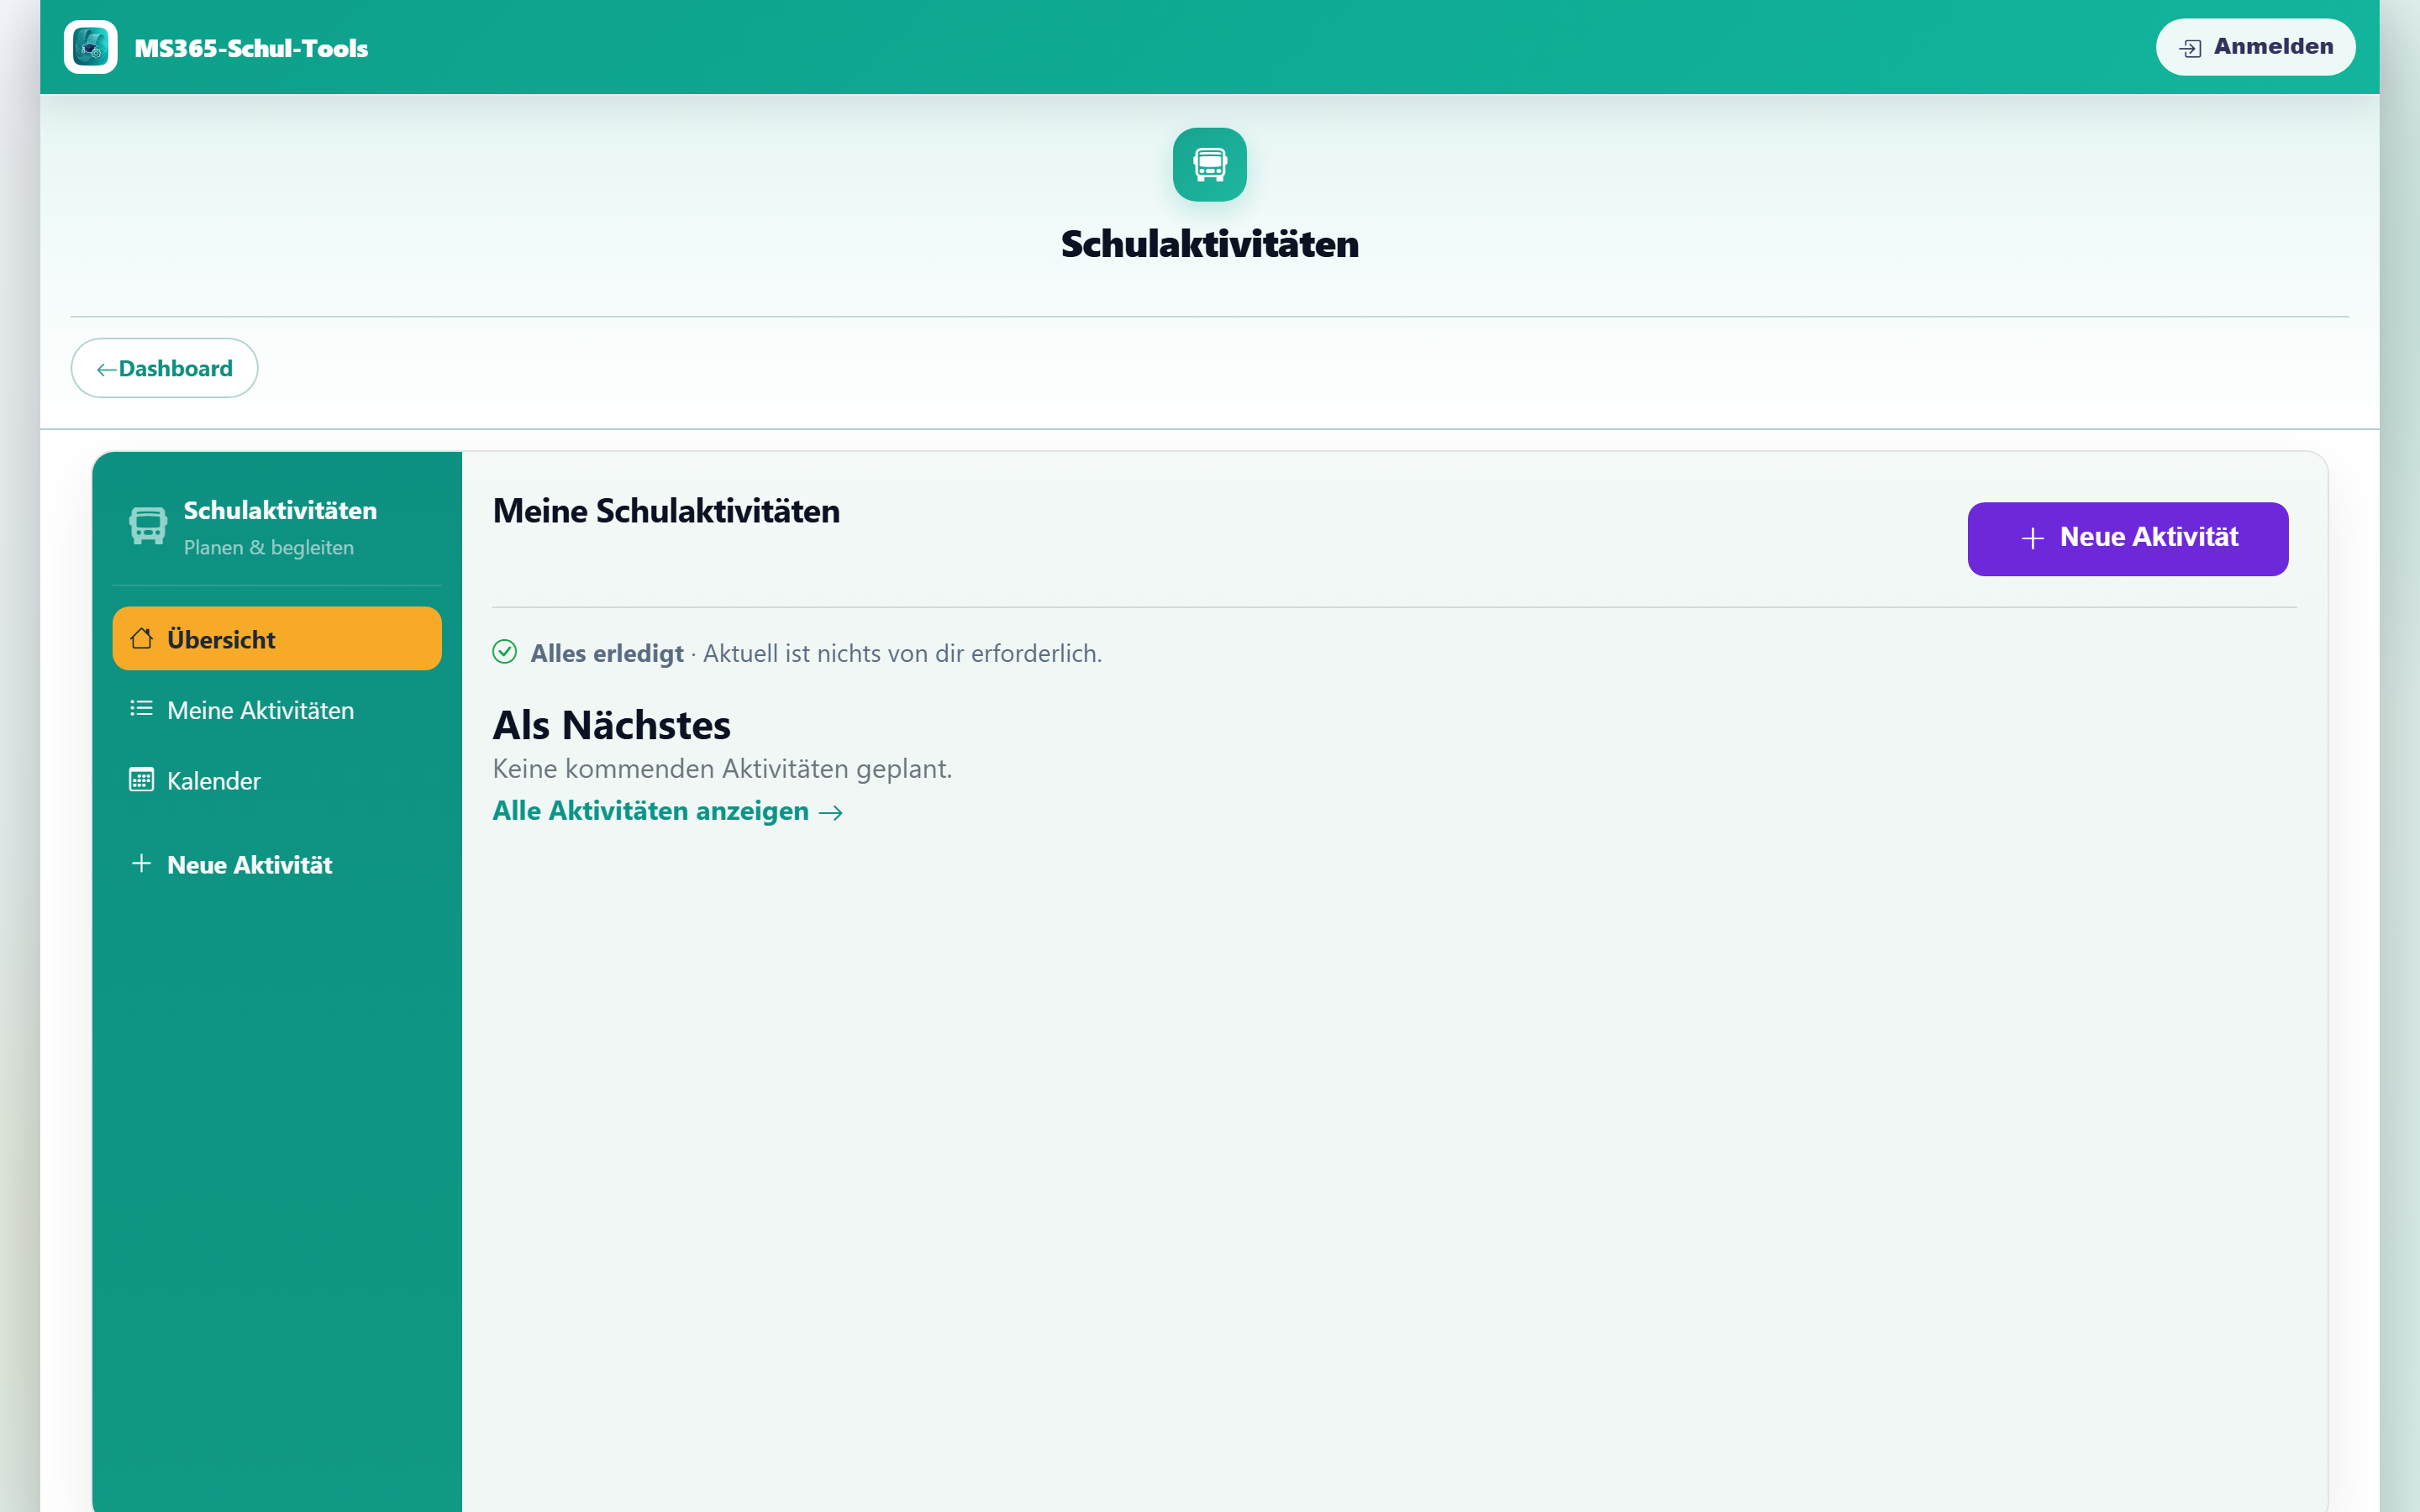 MS365-Schul-Tools
Anmelden
Schulaktivitäten
←Dashboard
Schulaktivitäten
Planen & begleiten
Übersicht
Meine Aktivitäten
Kalender
+ Neue Aktivität
Meine Schulaktivitäten
+ Neue Aktivität
Alles erledigt · Aktuell ist nichts von dir erforderlich.
Als Nächstes
Keine kommenden Aktivitäten geplant.
Alle Aktivitäten anzeigen →